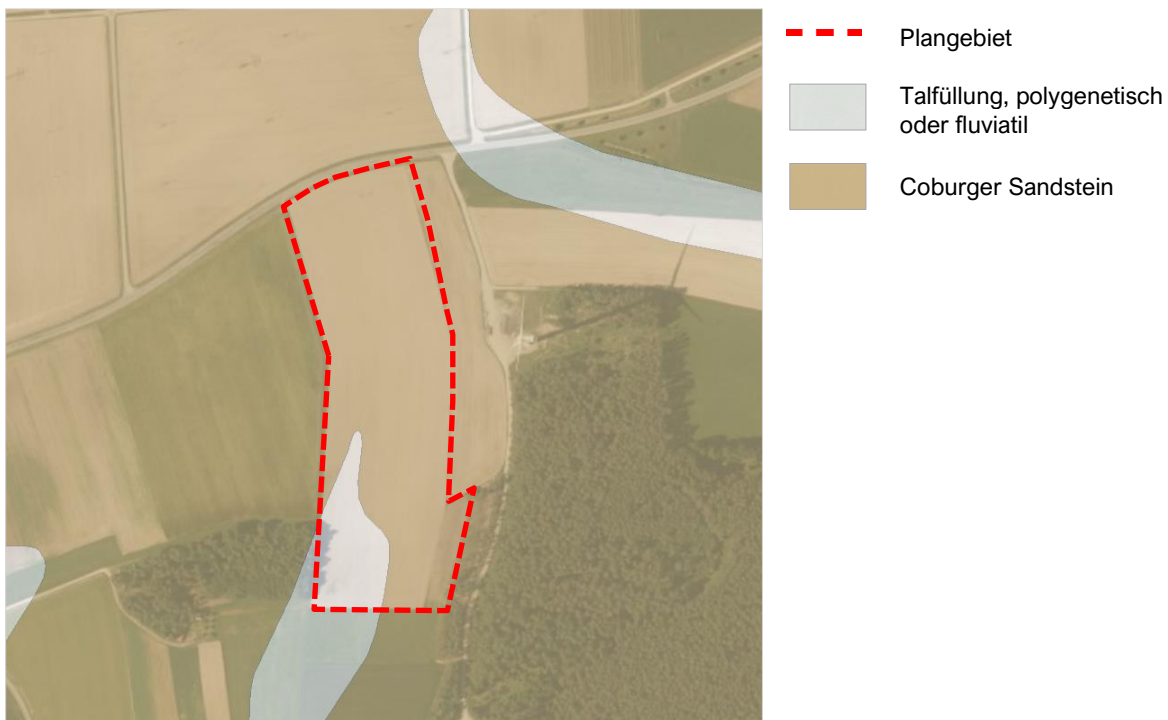 Plangebiet
Talfüllung, polygenetisch
oder fluviatil
Coburger Sandstein